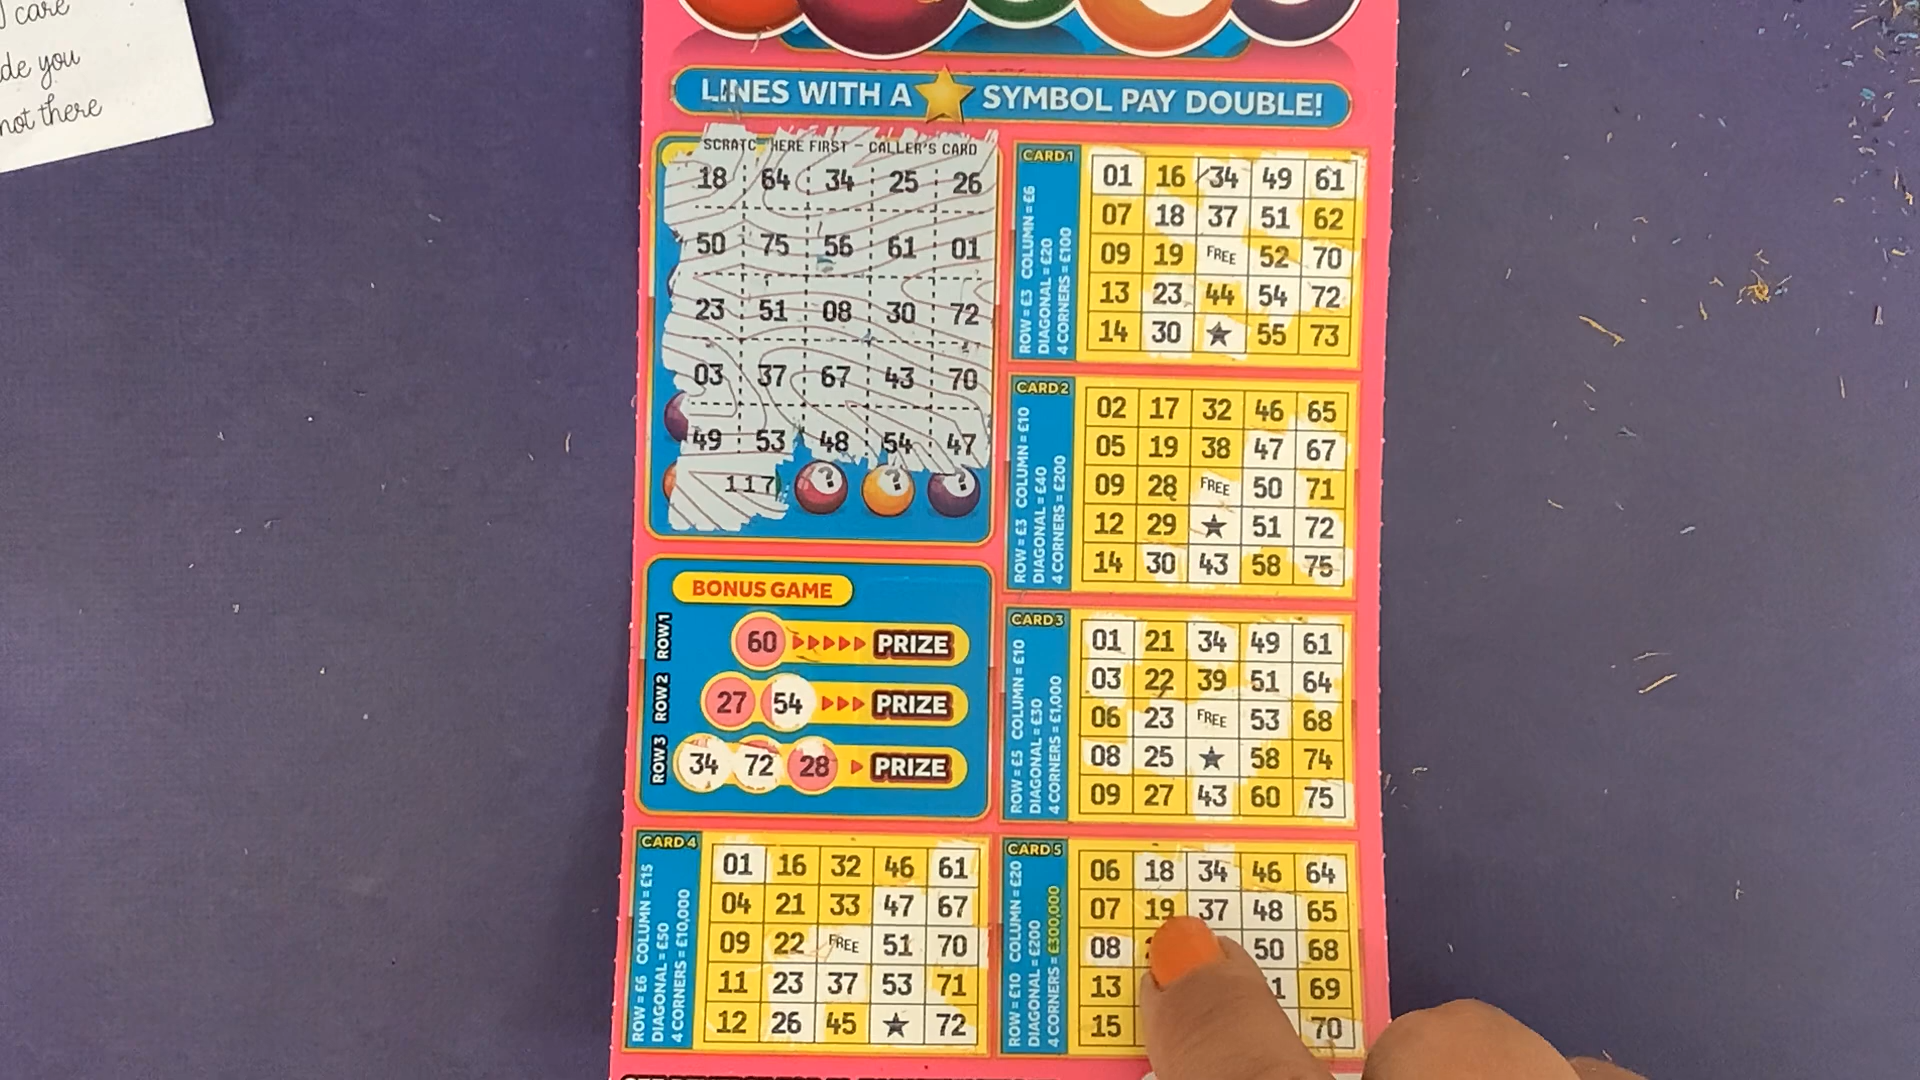 care
de you
not there
LINES WITH A SYMBOL PAY DOUBLE!
SCRATC HERE FIRST - CALLER'S CARD
18 64 34 25 26
50 75 56 61 01
23 51 08 30 72
03 37 67 43 70
49 53 48 54 47
117 ? ? ?
CARD 1
ROW = £3 COLUMN = £6
DIAGONAL = £20
4 CORNERS = £100
01 16 34 49 61
07 18 37 51 62
09 19 FREE 52 70
13 23 44 54 72
14 30 ★ 55 73
CARD 2
ROW = £3 COLUMN = £10
DIAGONAL = £40
4 CORNERS = £200
02 17 32 46 65
05 19 38 47 67
09 28 FREE 50 71
12 29 ★ 51 72
14 30 43 58 75
BONUS GAME
ROW 1 60 PRIZE
ROW 2 27 54 PRIZE
ROW 3 34 72 28 PRIZE
CARD 3
ROW = £5 COLUMN = £10
DIAGONAL = £30
4 CORNERS = £1,000
01 21 34 49 61
03 22 39 51 64
06 23 FREE 53 68
08 25 ★ 58 74
09 27 43 60 75
CARD 4
ROW = £6 COLUMN = £15
DIAGONAL = £50
4 CORNERS = £10,000
01 16 32 46 61
04 21 33 47 67
09 22 FREE 51 70
11 23 37 53 71
12 26 45 ★ 72
CARD 5
ROW = £10 COLUMN = £20
DIAGONAL = £200
4 CORNERS = £300,000
06 18 34 46 64
07 19 37 48 65
08 50 68
13 69
15 70